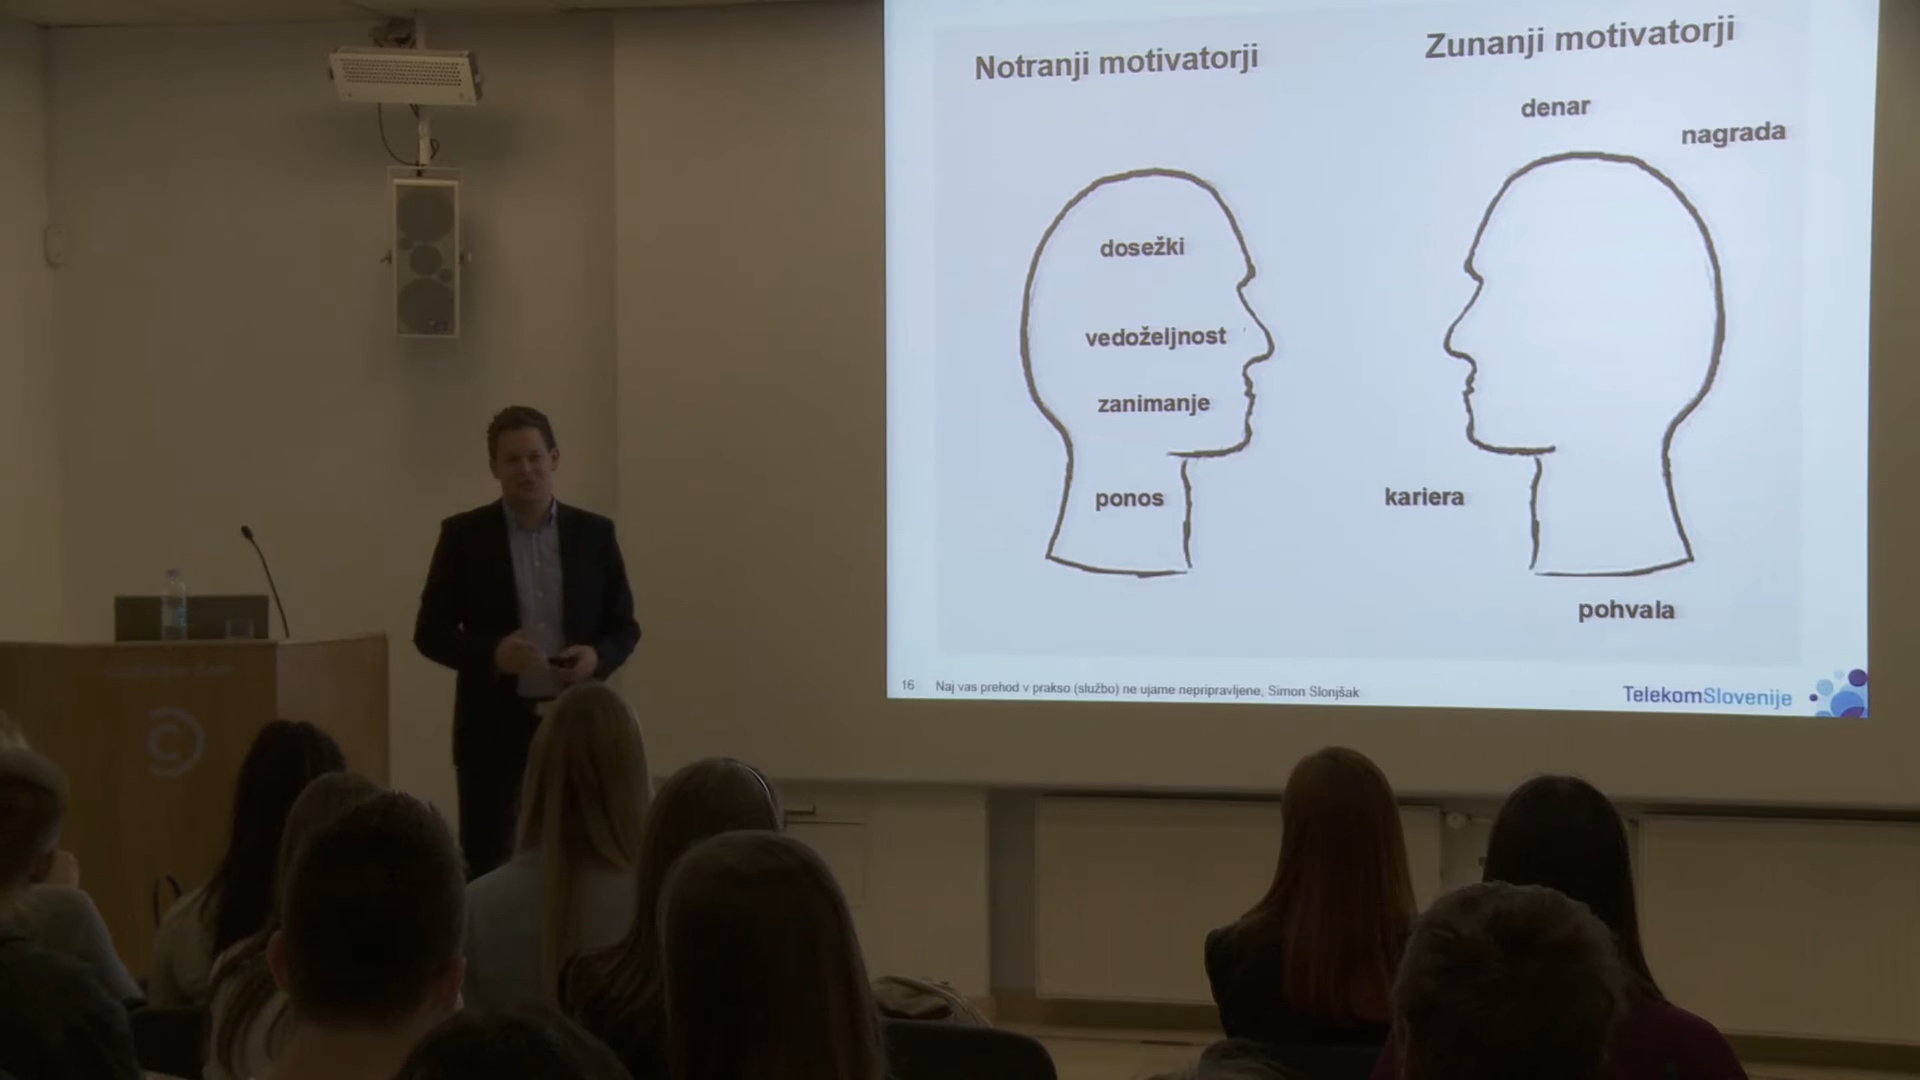 Notranji motivatorji
Zunanji motivatorji
denar
nagrada
dosežki
vedoželjnost
zanimanje
ponos
kariera
pohvala
16 Naj vas prehod v prakso (službo) ne ujame nepripravljene, Simon Slonjšak
TelekomSlovenije